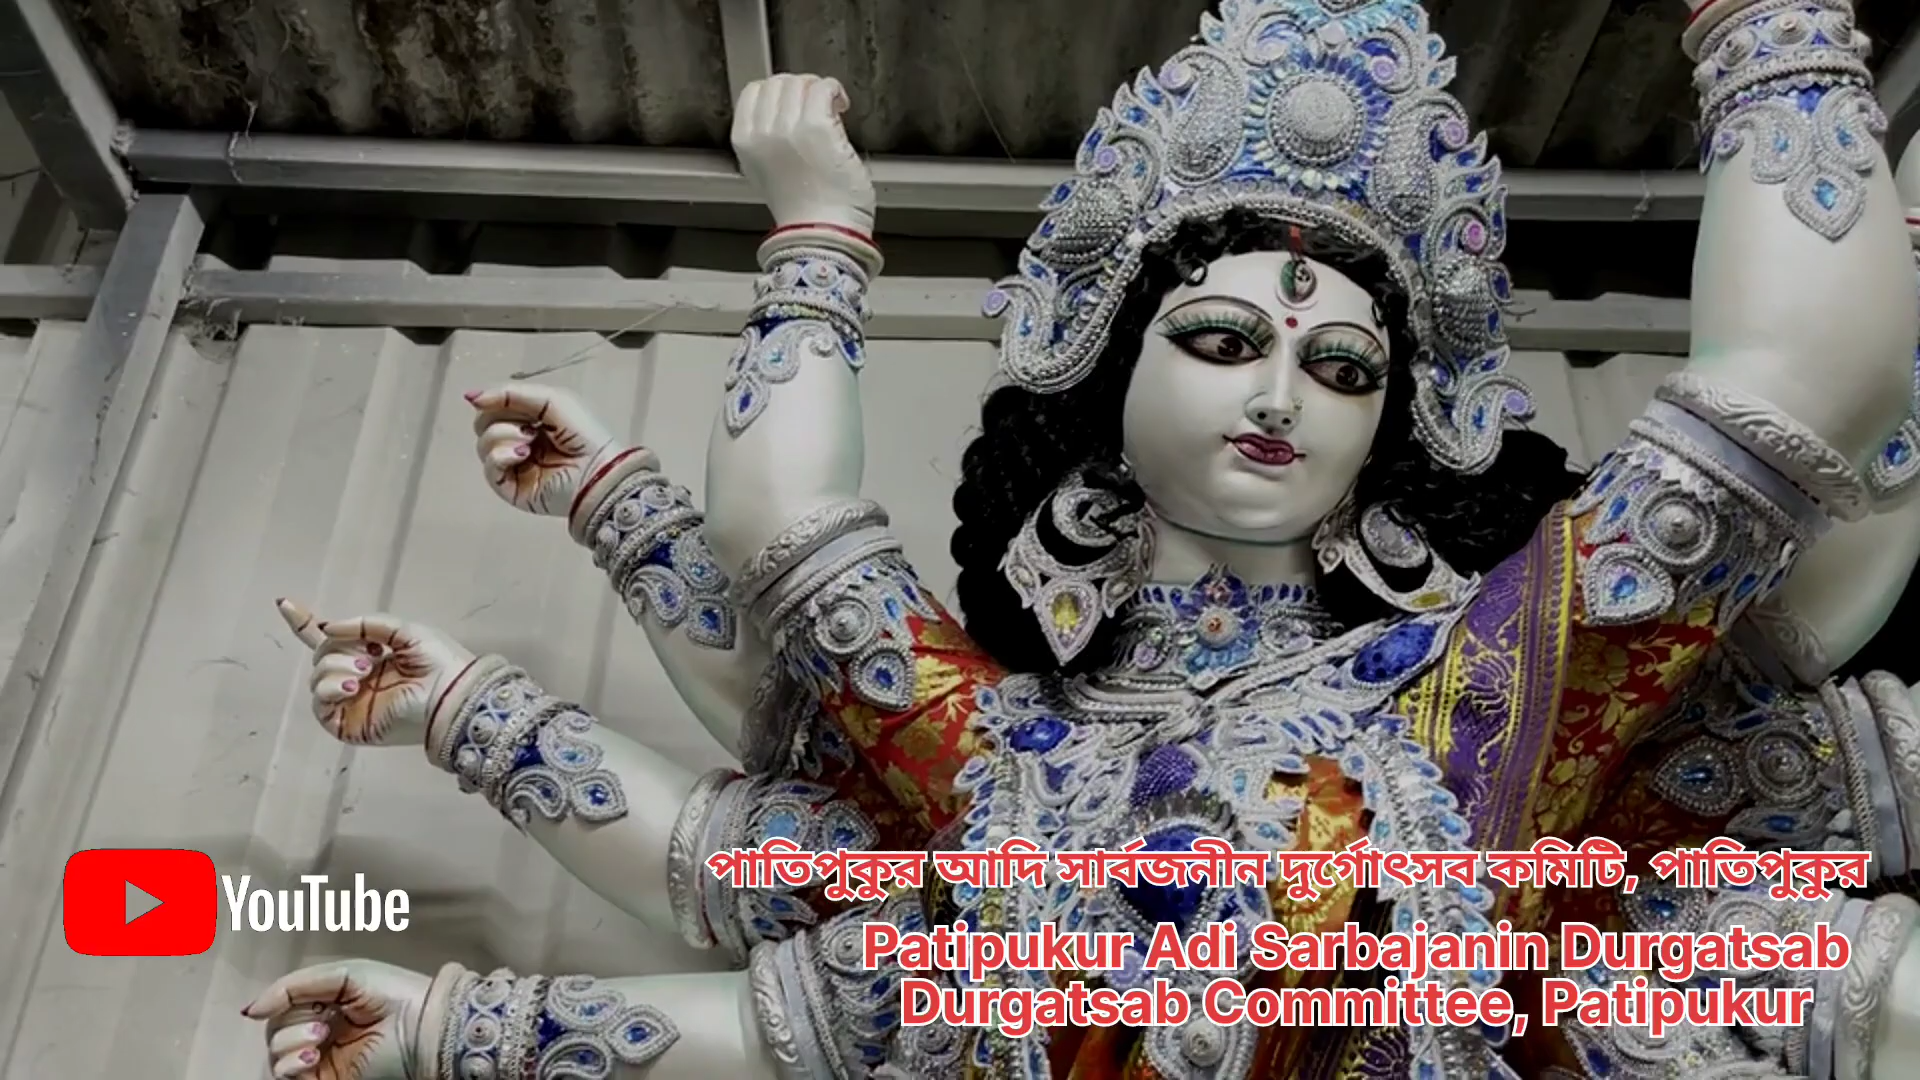 পাতিপুকুর আদি সার্বজনীন দুর্গোৎসব কমিটি, পাতিপুকুর
YouTube
Patipukur Adi Sarbajanin Durgatsab
Durgatsab Committee, Patipukur